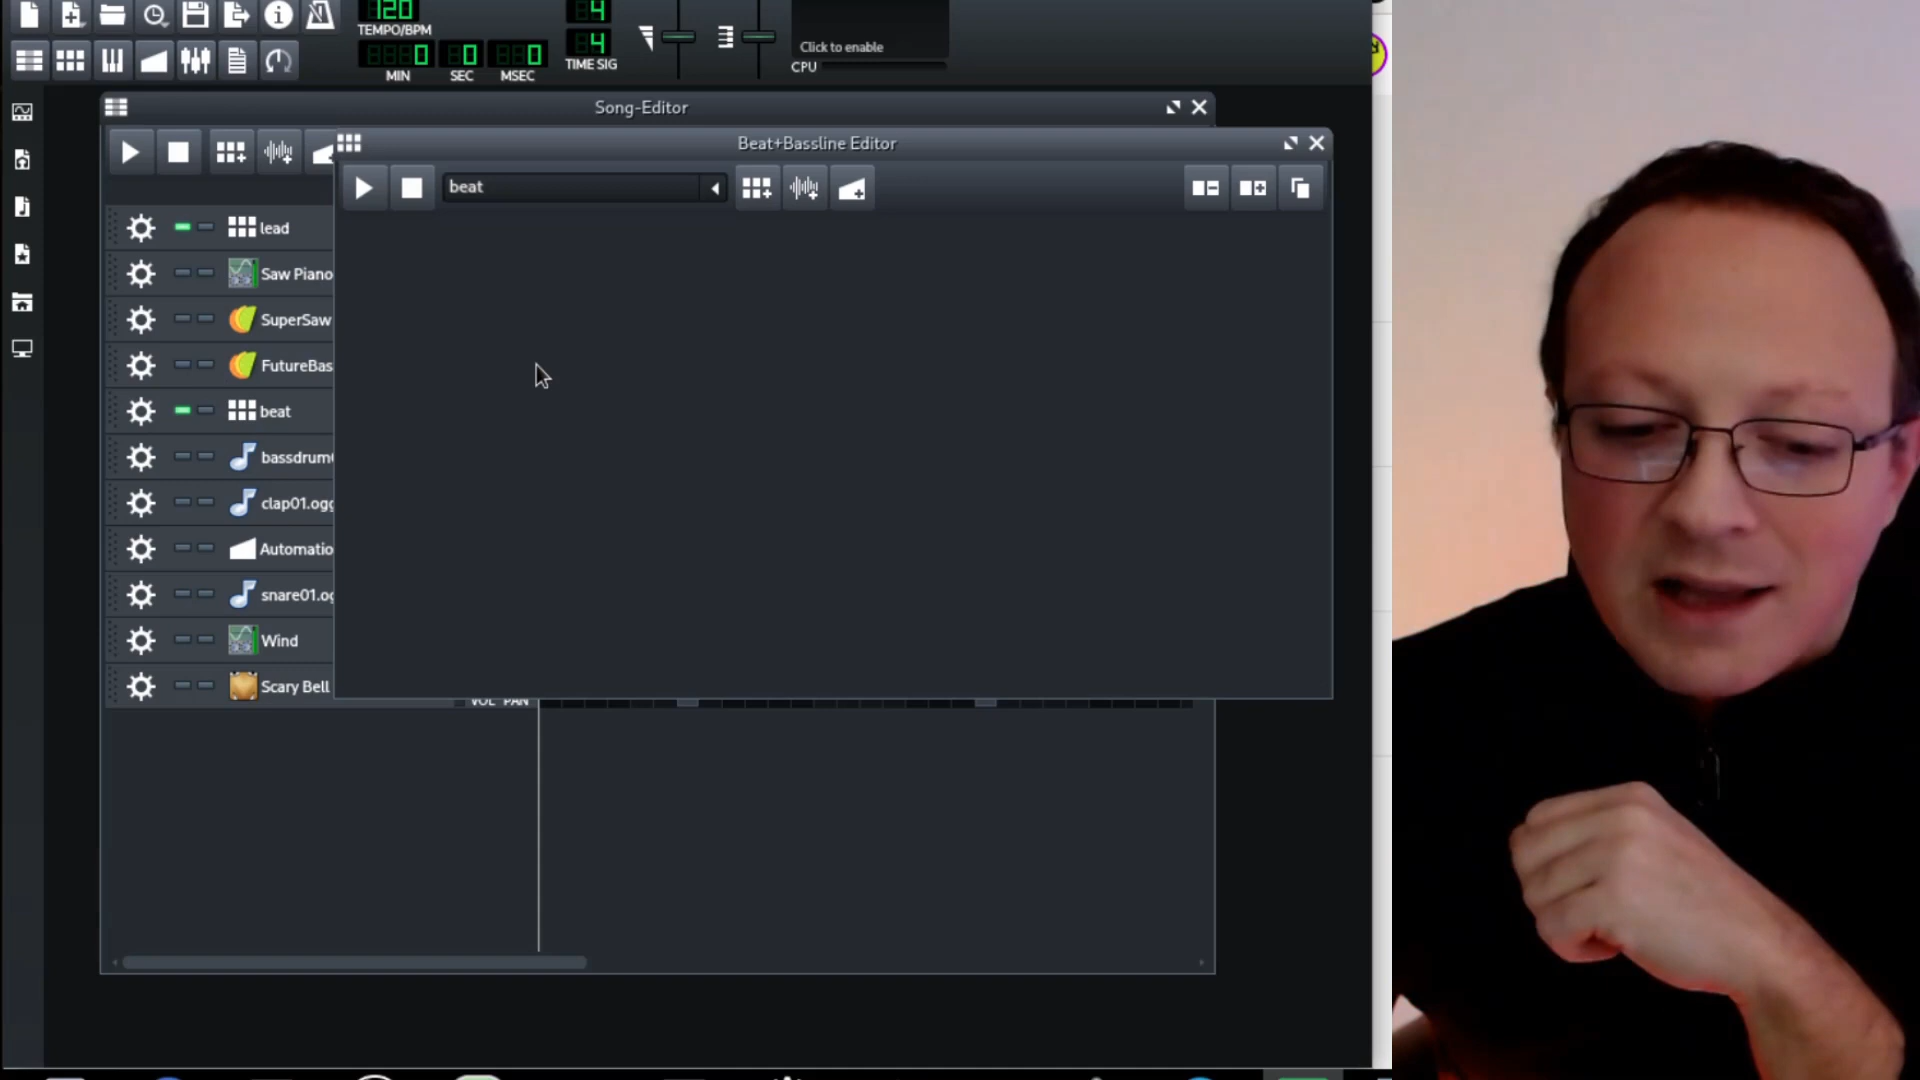 120
TEMPO/BPM
0 0 0
MIN SEC MSEC
4
4
TIME SIG
Click to enable
CPU
Song-Editor
Beat+Bassline Editor
beat
lead
Saw Piano
SuperSaw
FutureBas
beat
bassdrum
clap01.ogg
Automatio
snare01.og
Wind
Scary Bell
VOL PAN